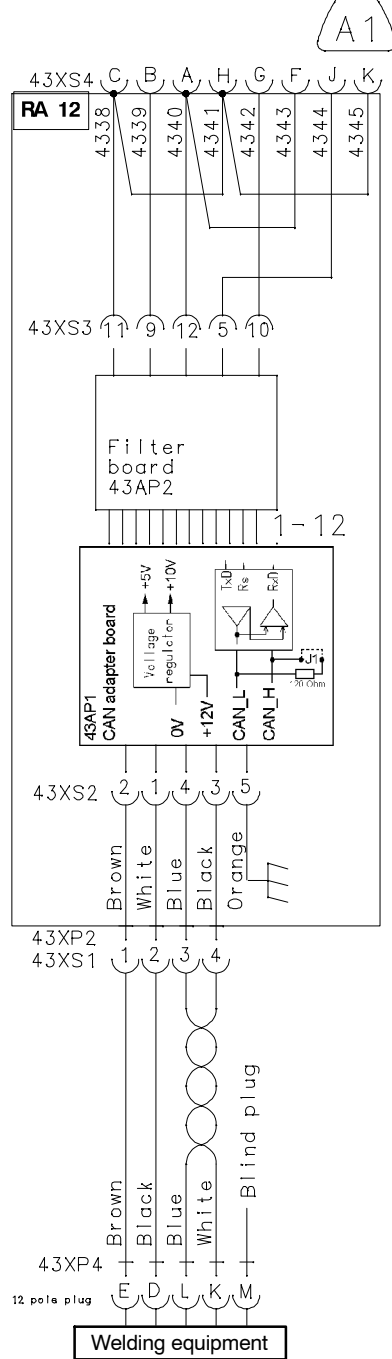 A1
43XS4 C B A H G F J K
RA 12
4338 4339 4340 4341 4342 4343 4344 4345
43XS3 11 9 12 5 10
Filter
board
43AP2
1-12
+5V +10V
TxD Rs RxD
Voltage
regulator
J1
120 Ohm
43AP1
CAN adapter board
0V +12V CAN_L CAN_H
43XS2 2 1 4 3 5
Brown White Blue Black Orange
43XP2
43XS1 1 2 3 4
Brown Black Blue White Blind plug
43XP4
12 pole plug E D L K M
Welding equipment